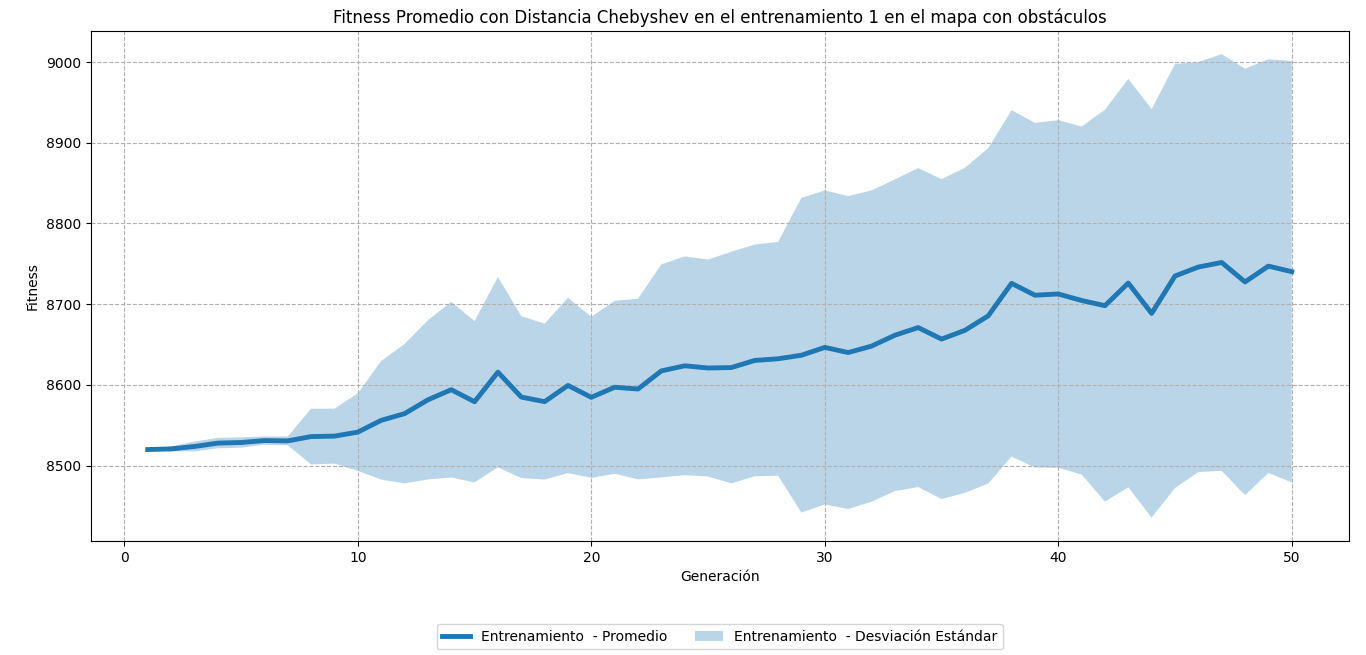 Fitness Promedio con Distancia Chebyshev en el entrenamiento 1 en el mapa con obstáculos
9000
8900
8800
8700
8600
8500
Fitness
0 10 20 30 40 50
Generación
Entrenamiento  - Promedio Entrenamiento  - Desviación Estándar